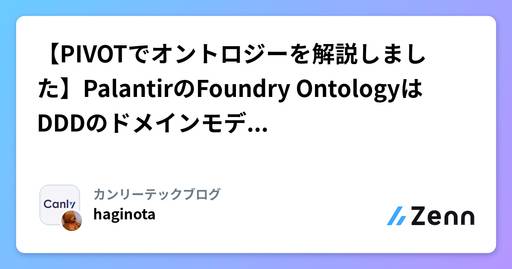 【PIVOTでオントロジーを解説しまし
た】PalantirのFoundry Ontologyは
DDDのドメインモデ...
Canly
カンリーテックブログ
haginota
Zenn